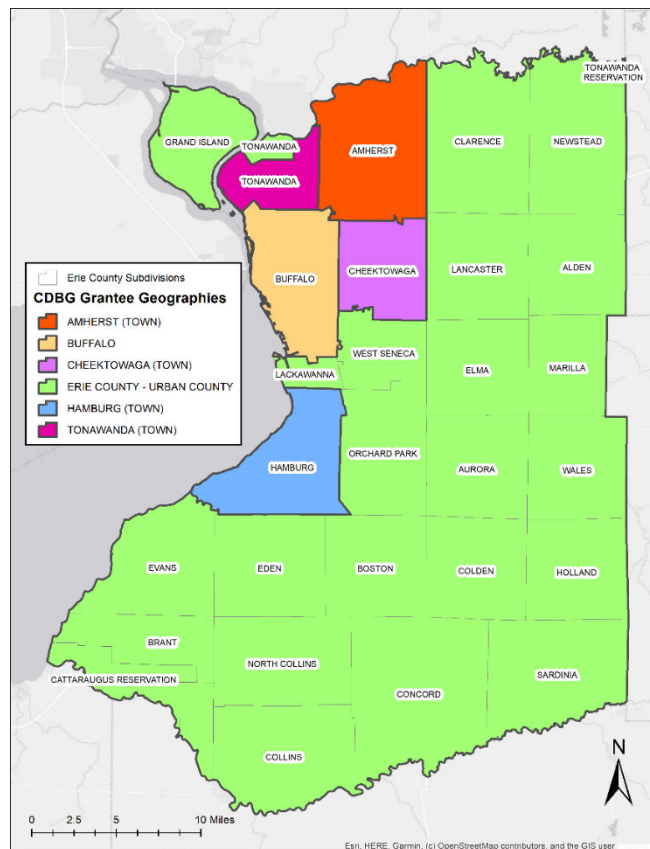 TONAWANDA
RESERVATION
GRAND ISLAND
TONAWANDA
AMHERST
CLARENCE
NEWSTEAD
TONAWANDA
BUFFALO
CHEEKTOWAGA
LANCASTER
ALDEN
Erie County Subdivisions
CDBG Grantee Geographies
AMHERST (TOWN)
BUFFALO
CHEEKTOWAGA (TOWN)
ERIE COUNTY - URBAN COUNTY
HAMBURG (TOWN)
TONAWANDA (TOWN)
WEST SENECA
LACKAWANNA
ELMA
MARILLA
HAMBURG
ORCHARD PARK
AURORA
WALES
EVANS
EDEN
BOSTON
COLDEN
HOLLAND
BRANT
NORTH COLLINS
CATTARAUGUS RESERVATION
CONCORD
SARDINIA
COLLINS
N
0 2.5 5 10 Miles
Esri, HERE, Garmin, (c) OpenStreetMap contributors, and the GIS user